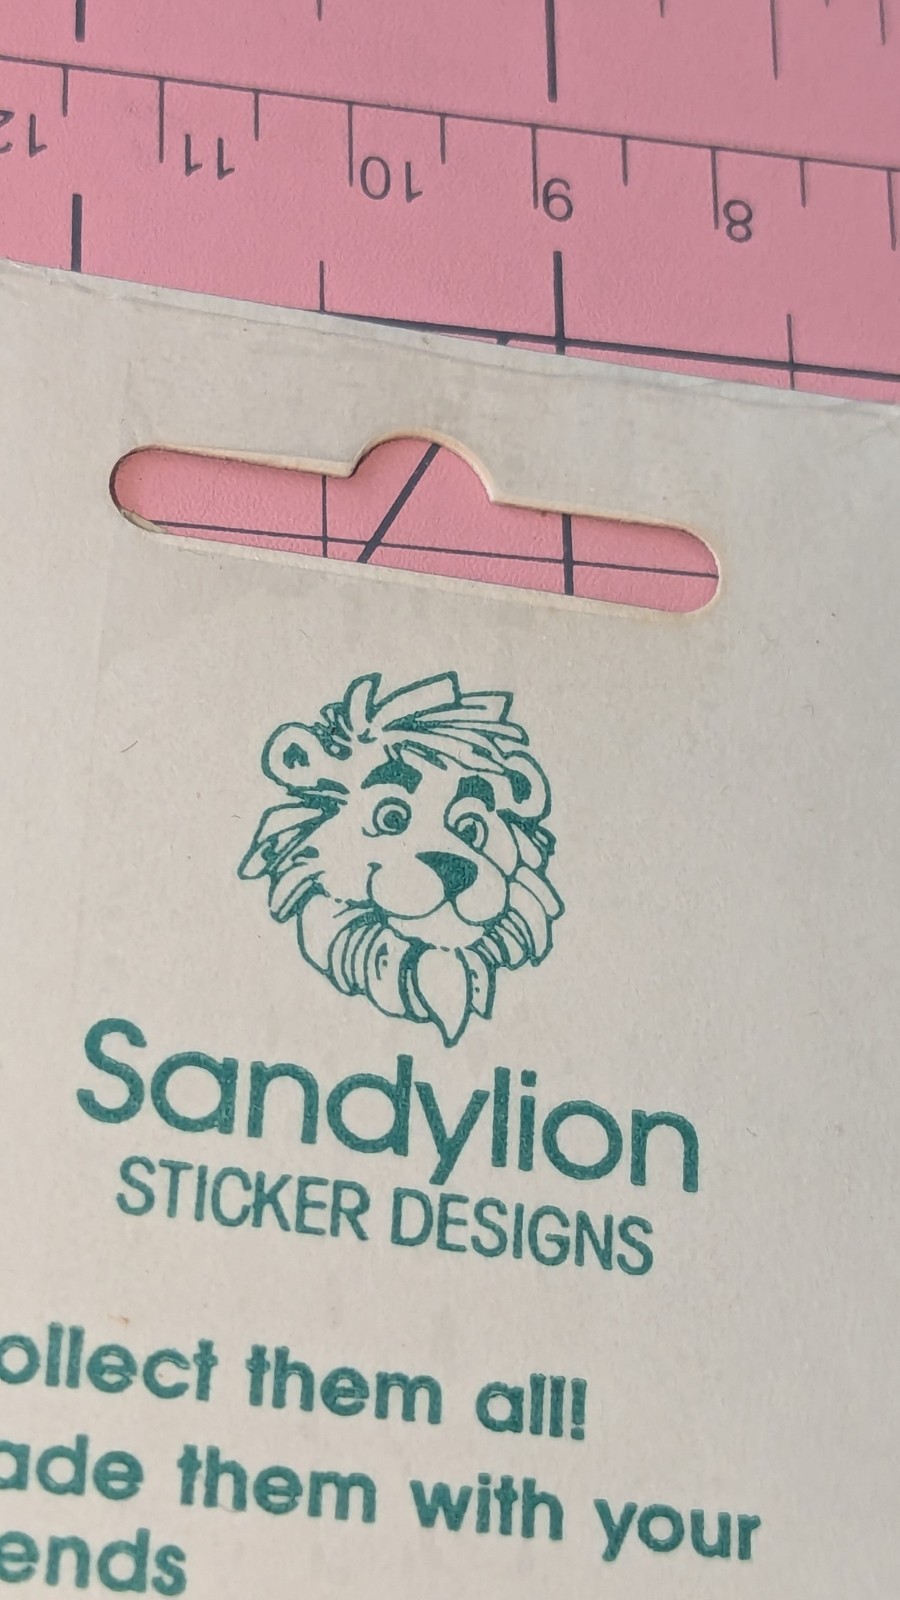 12 11 10 9 8
Sandylion
STICKER DESIGNS
ollect them all!
ade them with your
ends